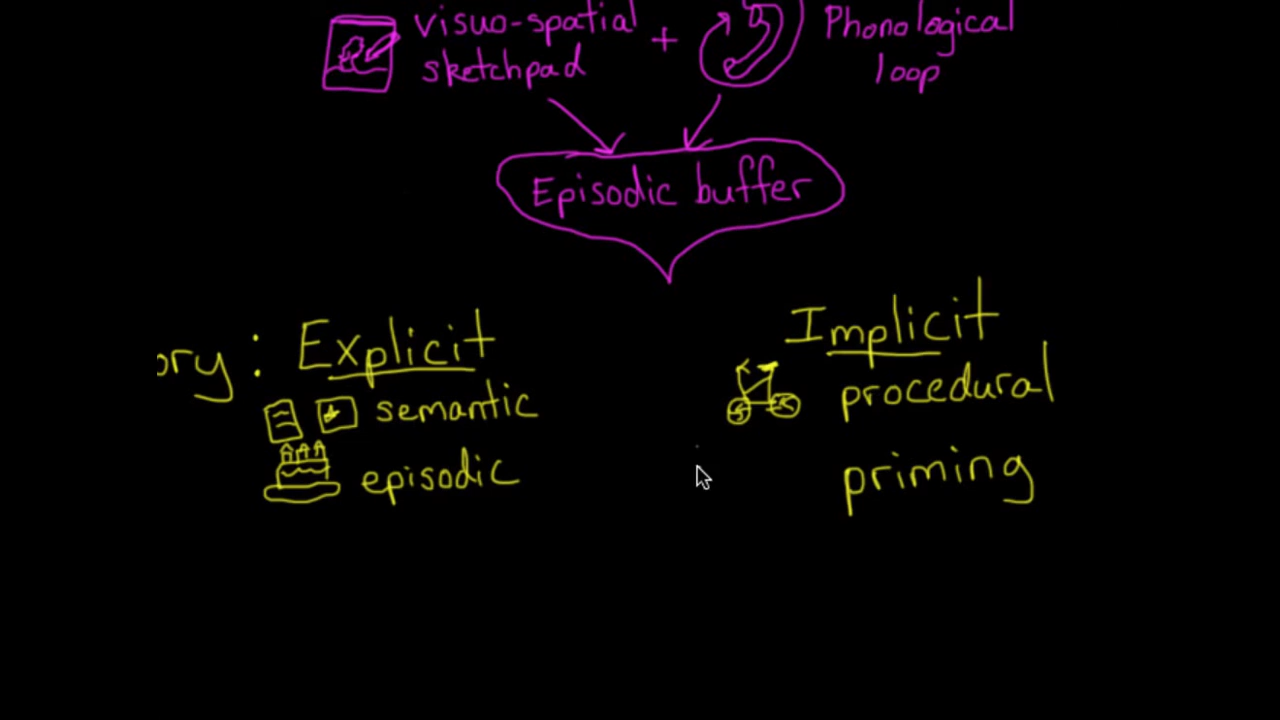 visuo-spatial + Phonological
sketchpad loop
Episodic buffer
ory: Explicit Implicit
semantic procedural
episodic priming